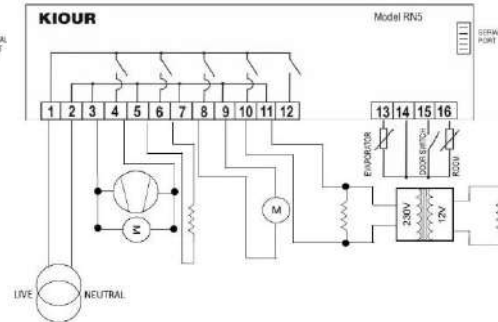 KIOUR
Model RN5
SERIAL
PORT
1 2 3 4 5 6 7 8 9 10 11 12
13 14 15 16
EVAPORATOR
DOOR SWITCH
ROOM
M
M
230V
12V
LIVE
NEUTRAL